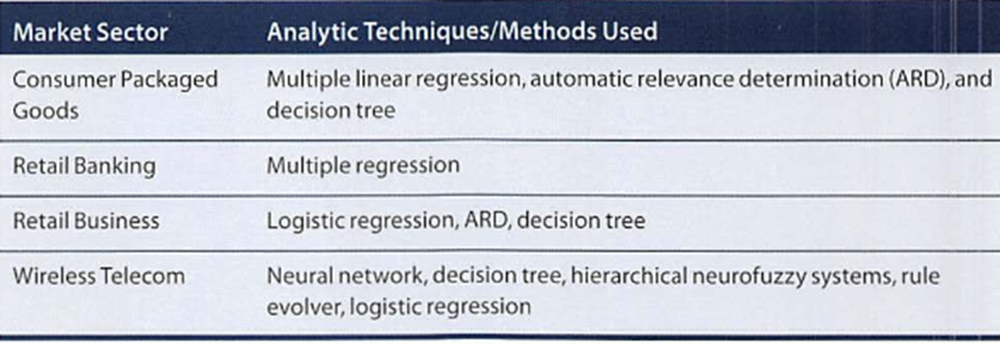 Market Sector Analytic Techniques/Methods Used
Consumer Packaged Multiple linear regression, automatic relevance determination (ARD), and
Goods decision tree
Retail Banking Multiple regression
Retail Business Logistic regression, ARD, decision tree
Wireless Telecom Neural network, decision tree, hierarchical neurofuzzy systems, rule
evolver, logistic regression